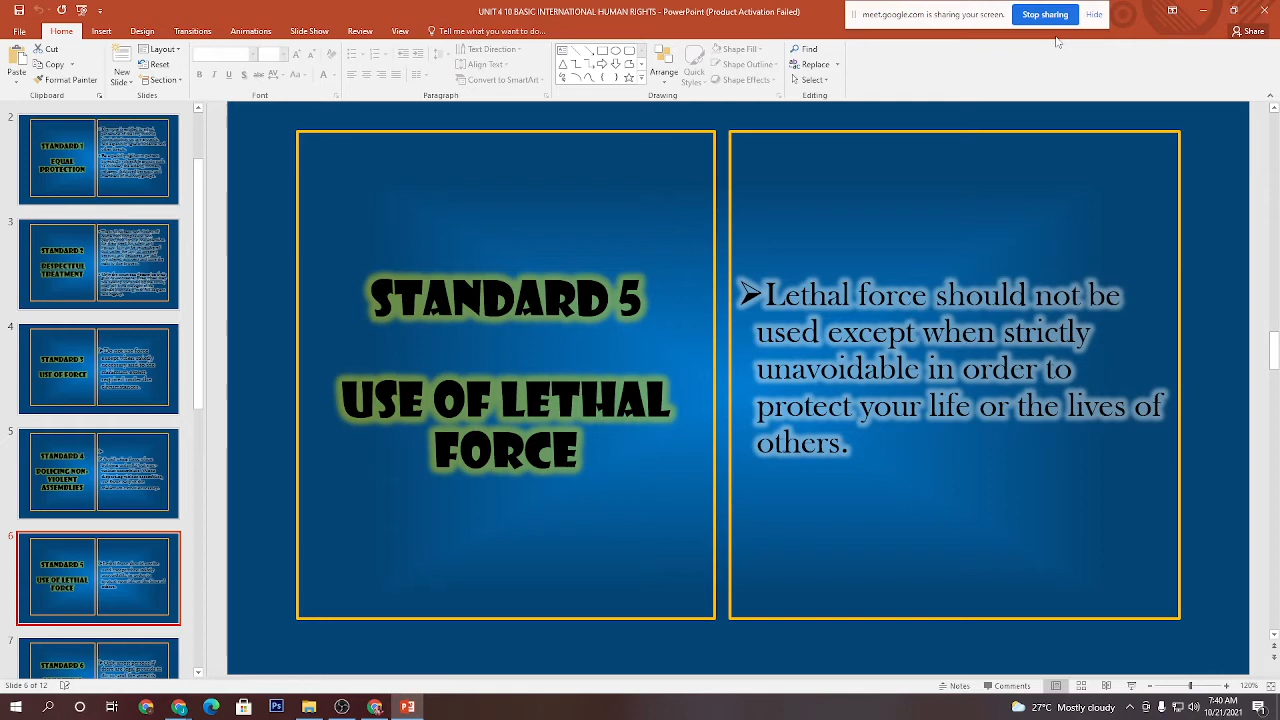 UNIT 4 10 BASIC INTERNATIONAL HUMAN RIGHTS - PowerPoint (Product Activation Failed)
meet.google.com is sharing your screen.
Stop sharing
Hide
File
Home
Insert
Design
Transitions
Animations
Slide Show
Review
View
Tell me what you want to do...
Share
Paste
Cut
Copy
Format Painter
Clipboard
New
Slide
Layout
Reset
Section
Slides
Font
Text Direction
Align Text
Convert to SmartArt
Paragraph
Arrange
Quick
Styles
Shape Fill
Shape Outline
Shape Effects
Drawing
Find
Replace
Select
Editing
2
STANDARD 1
EQUAL
PROTECTION
3
STANDARD 2
RESPECTFUL
TREATMENT
4
STANDARD 3
USE OF FORCE
5
STANDARD 4
POLICING NON-
VIOLENT
ASSEMBLIES
6
STANDARD 5
USE OF LETHAL
FORCE
7
STANDARD 6
STANDARD 5
USE OF LETHAL
FORCE
➢Lethal force should not be
used except when strictly
unavoidable in order to
protect your life or the lives of
others.
Slide 6 of 12
Notes
Comments
120%
27°C Mostly cloudy
7:40 AM
10/21/2021